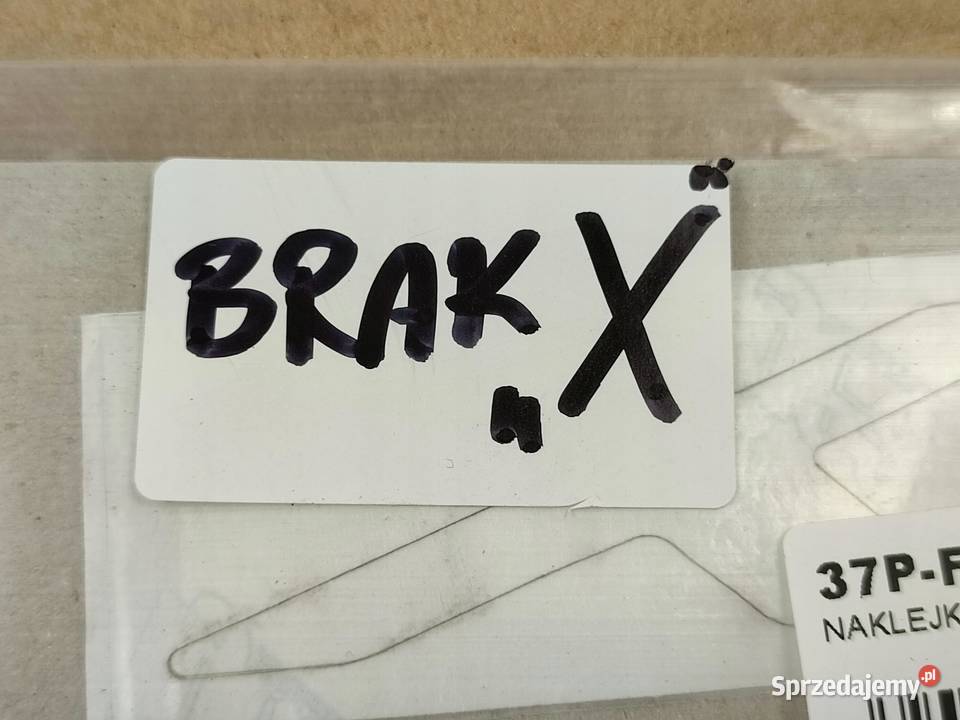 BRAK „X”
37P-F
NAKLEJK
Sprzedajemy.pl